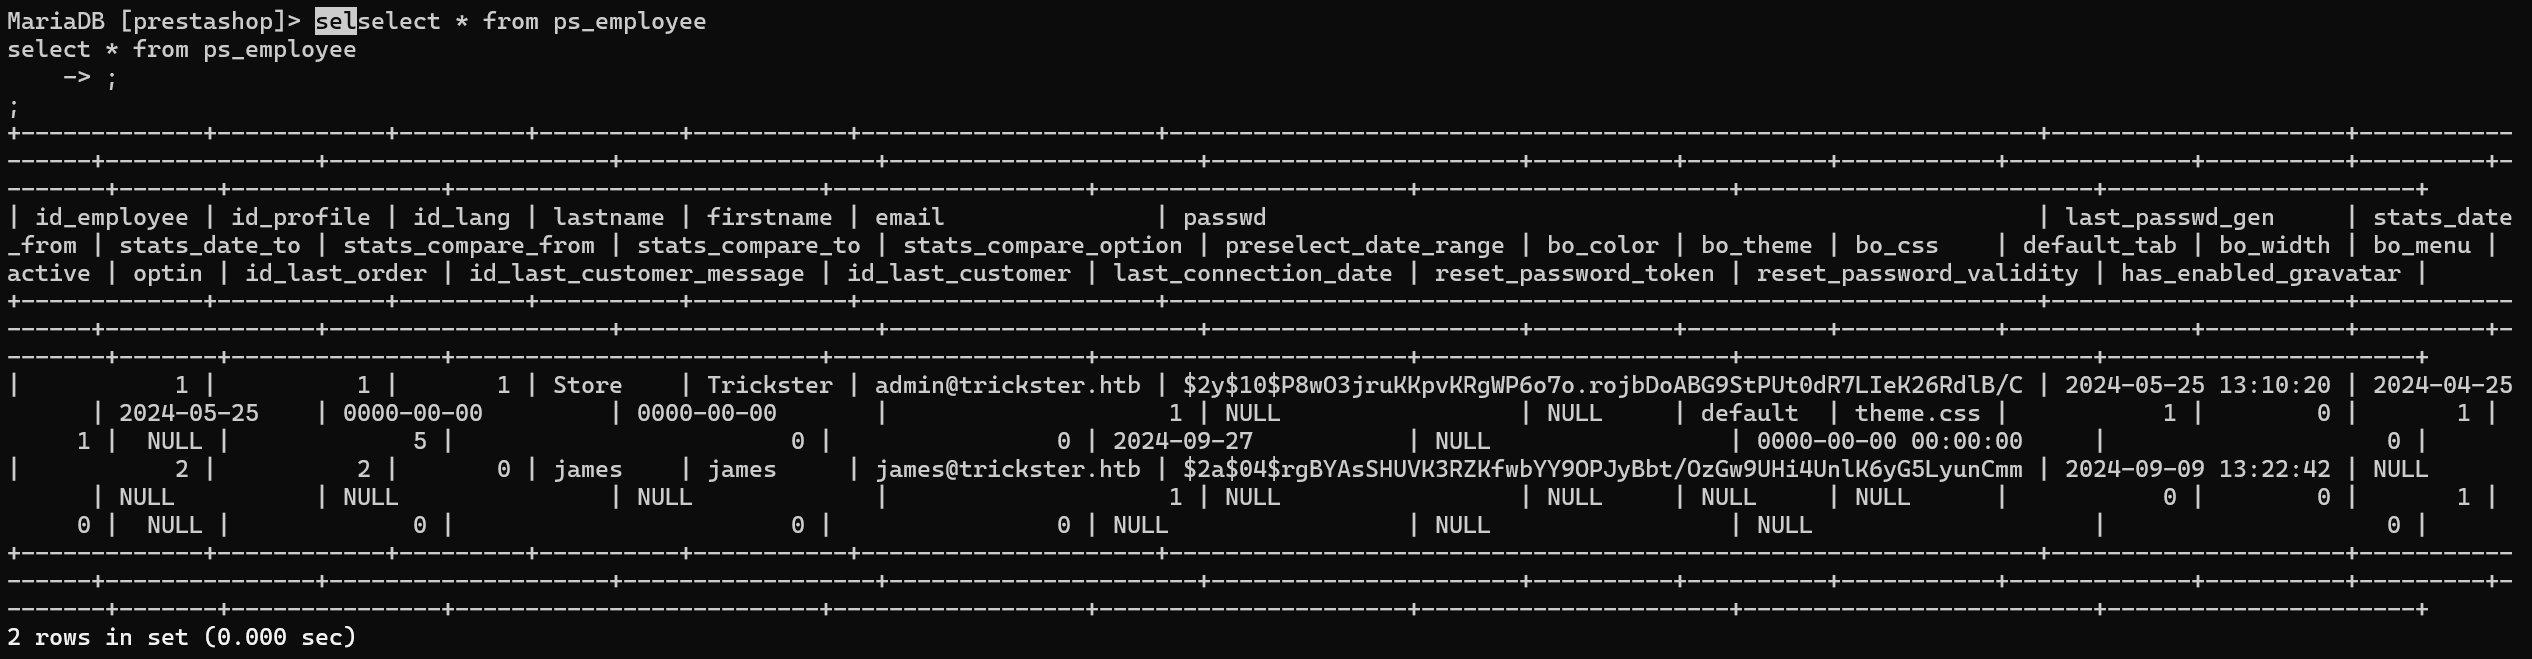 MariaDB [prestashop]> selselect * from ps_employee
select * from ps_employee
    -> ;
;
+-------------+------------+---------+----------+-----------+---------------------+--------------------------------------------------------------+---------------------+-----------
------+---------------+--------------------+------------------+----------------------+----------------------+----------+----------+-----------+-------------+----------+---------+-
-------+-------+---------------+--------------------------+------------------+----------------------+----------------------+-------------------------+----------------------+
| id_employee | id_profile | id_lang | lastname | firstname | email               | passwd                                                       | last_passwd_gen     | stats_date
_from | stats_date_to | stats_compare_from | stats_compare_to | stats_compare_option | preselect_date_range | bo_color | bo_theme | bo_css    | default_tab | bo_width | bo_menu |
active | optin | id_last_order | id_last_customer_message | id_last_customer | last_connection_date | reset_password_token | reset_password_validity | has_enabled_gravatar |
+-------------+------------+---------+----------+-----------+---------------------+--------------------------------------------------------------+---------------------+-----------
------+---------------+--------------------+------------------+----------------------+----------------------+----------+----------+-----------+-------------+----------+---------+-
-------+-------+---------------+--------------------------+------------------+----------------------+----------------------+-------------------------+----------------------+
|           1 |          1 |       1 | Store    | Trickster | admin@trickster.htb | $2y$10$P8wO3jruKKpvKRgWP6o7o.rojbDoABG9StPUt0dR7LIeK26RdlB/C | 2024-05-25 13:10:20 | 2024-04-25
      | 2024-05-25    | 0000-00-00         | 0000-00-00       |                    1 | NULL                 | NULL     | default  | theme.css |           1 |        0 |       1 |
     1 |  NULL |             5 |                        0 |                0 | 2024-09-27           | NULL                 | 0000-00-00 00:00:00     |                    0 |
|           2 |          2 |       0 | james    | james     | james@trickster.htb | $2a$04$rgBYAsSHUVK3RZKfwbYY9OPJyBbt/OzGw9UHi4UnlK6yG5LyunCmm | 2024-09-09 13:22:42 | NULL
      | NULL          | NULL               | NULL             |                    1 | NULL                 | NULL     | NULL     | NULL      |           0 |        0 |       1 |
     0 |  NULL |             0 |                        0 |                0 | NULL                 | NULL                 | NULL                    |                    0 |
+-------------+------------+---------+----------+-----------+---------------------+--------------------------------------------------------------+---------------------+-----------
------+---------------+--------------------+------------------+----------------------+----------------------+----------+----------+-----------+-------------+----------+---------+-
-------+-------+---------------+--------------------------+------------------+----------------------+----------------------+-------------------------+----------------------+
2 rows in set (0.000 sec)